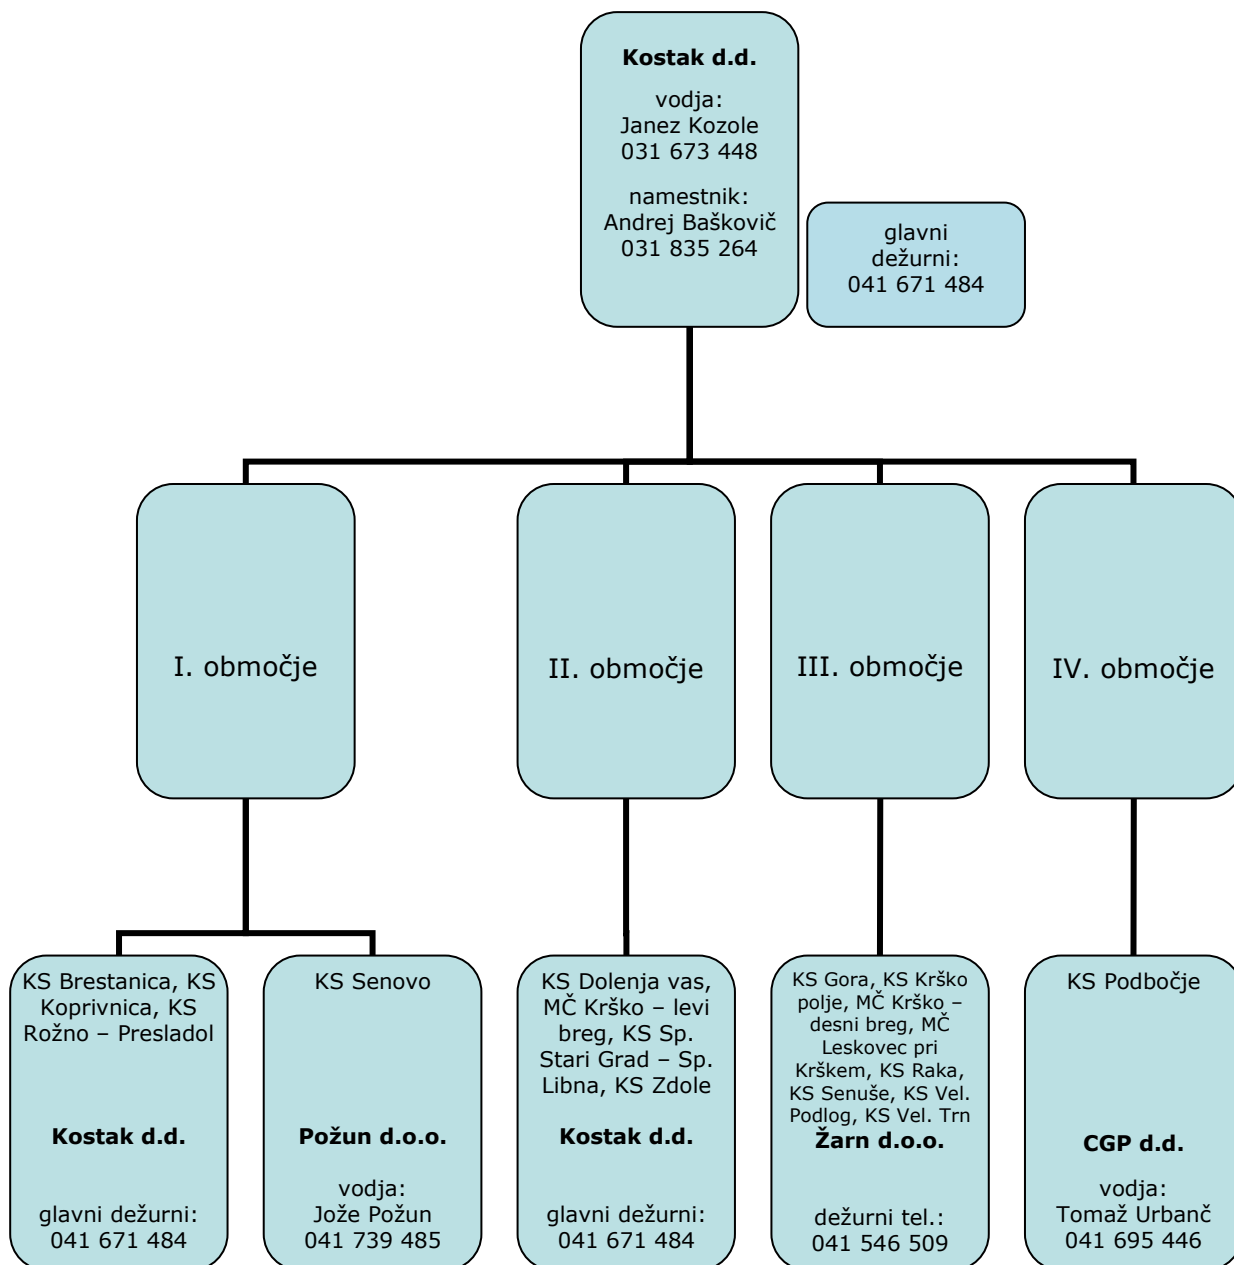 Kostak d.d.
vodja:
Janez Kozole
031 673 448
namestnik:
Andrej Baškovič
031 835 264
glavni
dežurni:
041 671 484
I. območje
II. območje
III. območje
IV. območje
KS Brestanica, KS
Koprivnica, KS
Rožno – Presladol
Kostak d.d.
glavni dežurni:
041 671 484
KS Senovo
Požun d.o.o.
vodja:
Jože Požun
041 739 485
KS Dolenja vas,
MČ Krško – levi
breg, KS Sp.
Stari Grad – Sp.
Libna, KS Zdole
Kostak d.d.
glavni dežurni:
041 671 484
KS Gora, KS Krško
polje, MČ Krško –
desni breg, MČ
Leskovec pri
Krškem, KS Raka,
KS Senuše, KS Vel.
Podlog, KS Vel. Trn
Žarn d.o.o.
dežurni tel.:
041 546 509
KS Podbočje
CGP d.d.
vodja:
Tomaž Urbanč
041 695 446